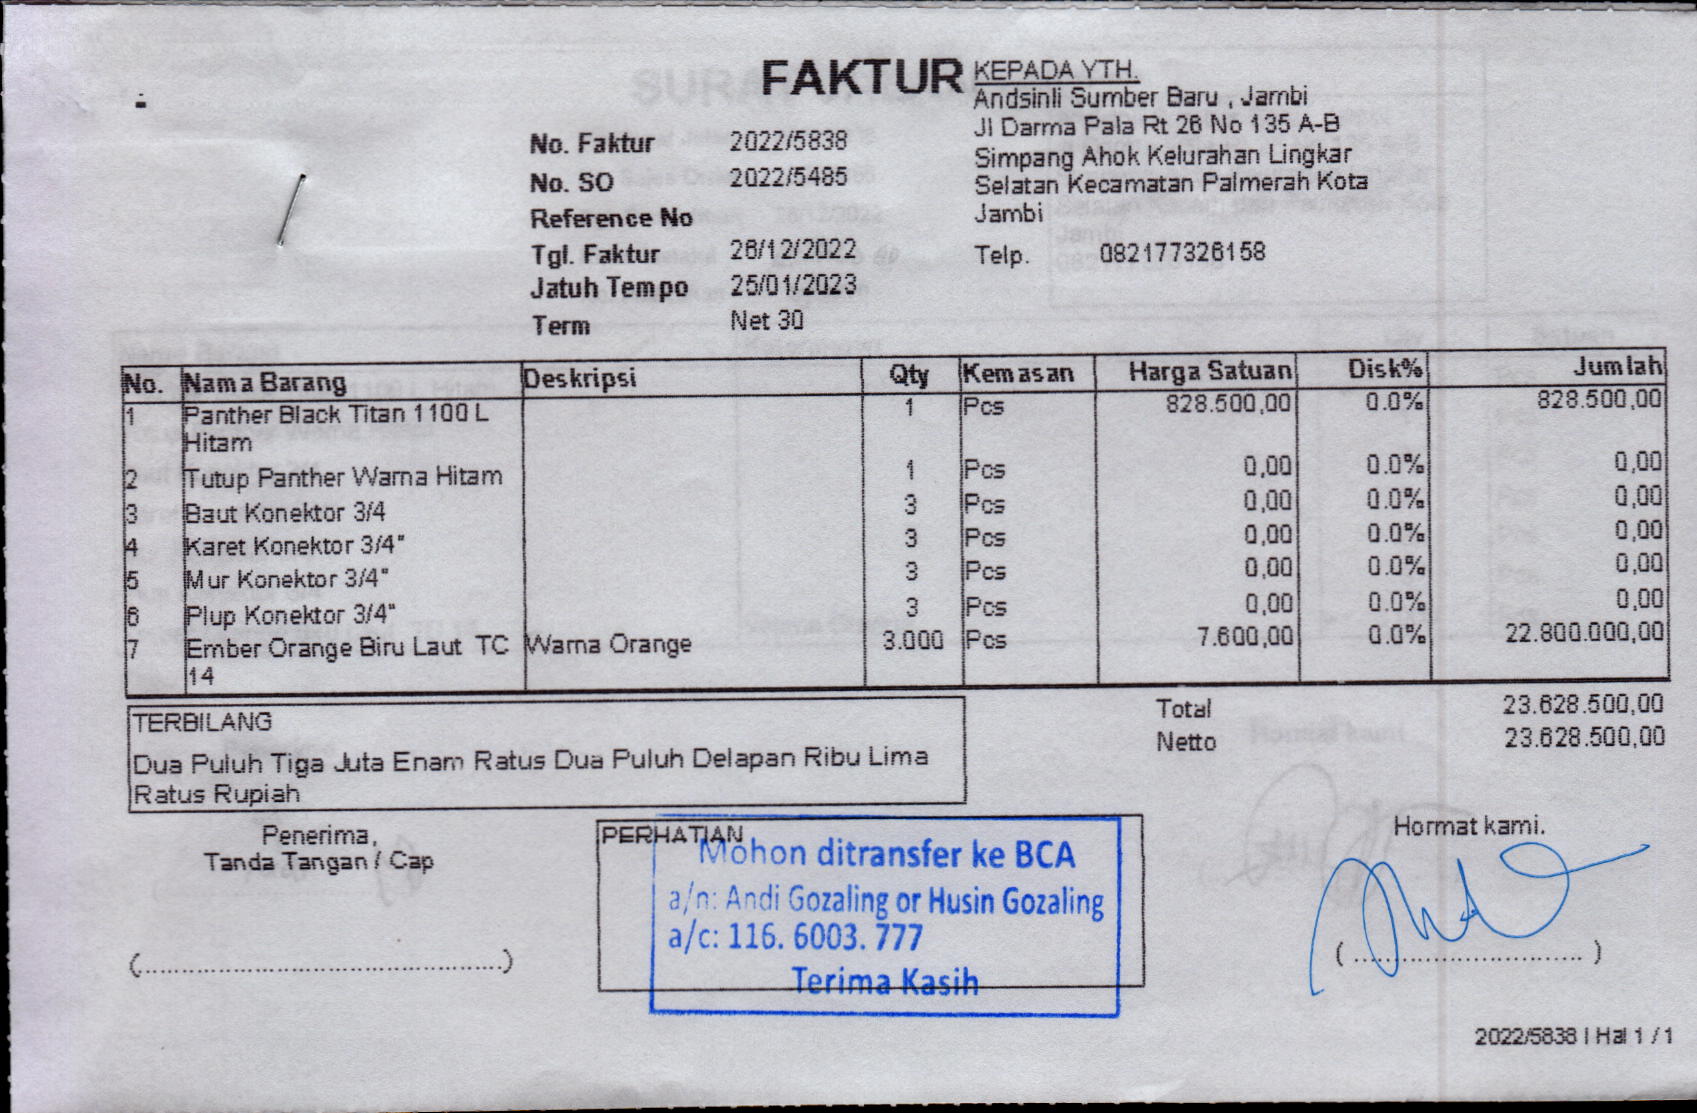 FAKTUR
KEPADA YTH.
Andsinli Sumber Baru , Jambi
Jl Darma Pala Rt 26 No 135 A-B
Simpang Ahok Kelurahan Lingkar
Selatan Kecamatan Palmerah Kota
Jambi
Telp. 082177326158
No. Faktur 2022/5838
No. SO 2022/5485
Reference No
Tgl. Faktur 26/12/2022
Jatuh Tempo 25/01/2023
Term Net 30
No. Nama Barang Deskripsi Qty Kemasan Harga Satuan Disk% Jumlah
1 Panther Black Titan 1100 L 1 Pcs 828.500,00 0.0% 828.500,00
Hitam
2 Tutup Panther Warna Hitam 1 Pcs 0,00 0.0% 0,00
3 Baut Konektor 3/4 3 Pcs 0,00 0.0% 0,00
4 Karet Konektor 3/4" 3 Pcs 0,00 0.0% 0,00
5 Mur Konektor 3/4" 3 Pcs 0,00 0.0% 0,00
6 Plup Konektor 3/4" 3 Pcs 0,00 0.0% 0,00
7 Ember Orange Biru Laut TC Warna Orange 3.000 Pcs 7.600,00 0.0% 22.800.000,00
14
Total 23.628.500,00
Netto 23.628.500,00
TERBILANG
Dua Puluh Tiga Juta Enam Ratus Dua Puluh Delapan Ribu Lima
Ratus Rupiah
Penerima,
Tanda Tangan / Cap
(................................................)
PERHATIAN
Mohon ditransfer ke BCA
a/n: Andi Gozaling or Husin Gozaling
a/c: 116. 6003. 777
Terima Kasih
Hormat kami.
(..............................)
2022/5838 | Hal 1 / 1